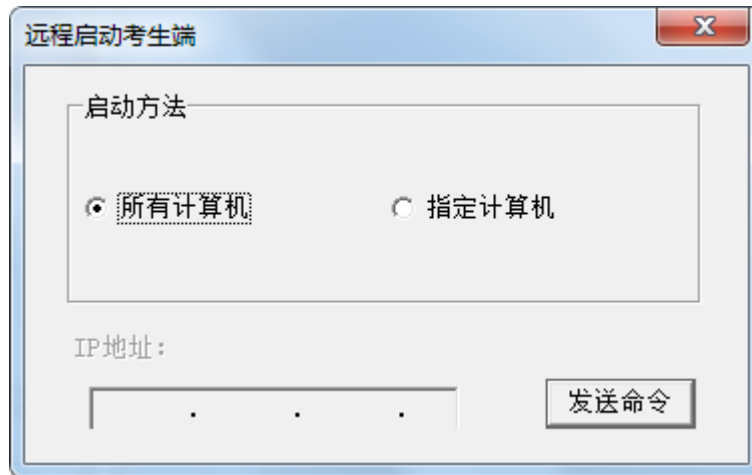 远程启动考生端
启动方法
所有计算机 指定计算机
IP地址:
. . .
发送命令